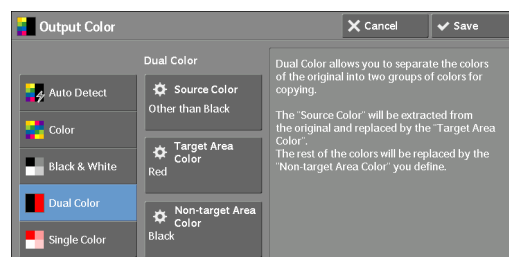 Output Color
Cancel
Save
Auto Detect
Color
Black & White
Dual Color
Single Color
Dual Color
Source Color
Other than Black
Target Area
Color
Red
Non-target Area
Color
Black
Dual Color allows you to separate the colors
of the original into two groups of colors for
copying.
The "Source Color" will be extracted from
the original and replaced by the "Target Area
Color".
The rest of the colors will be replaced by the
"Non-target Area Color" you define.